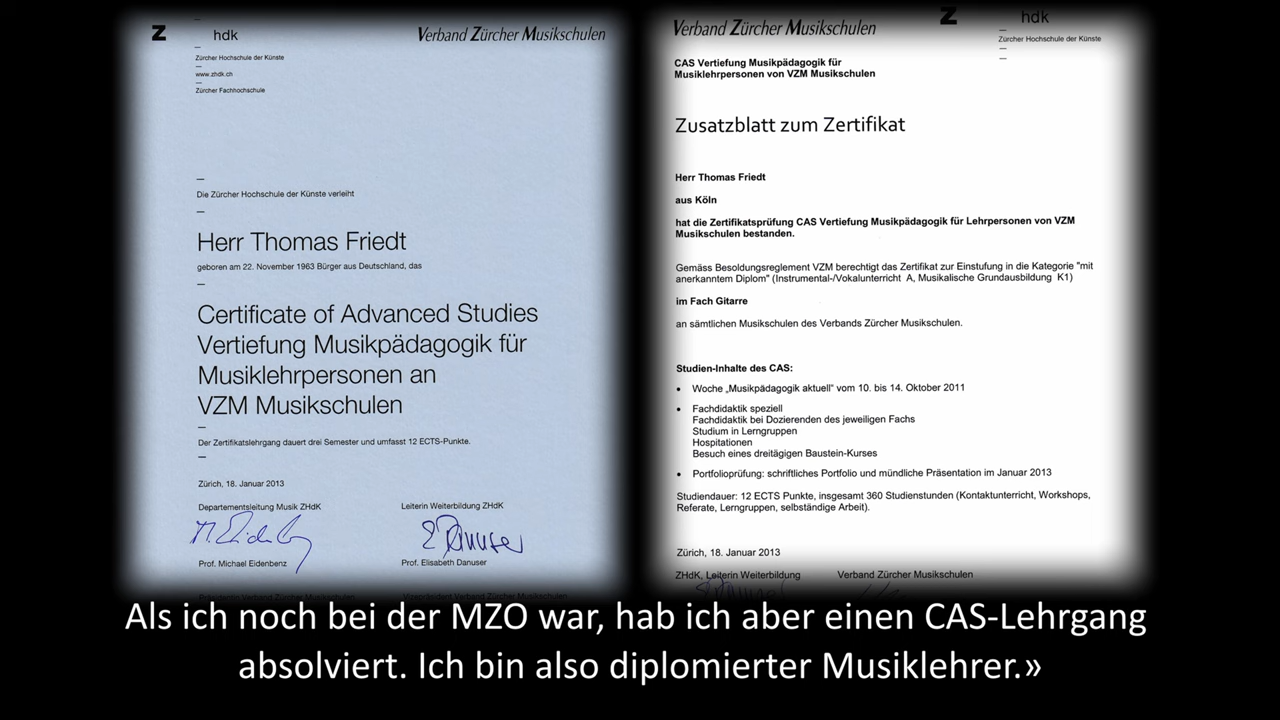 Z hdk
Zürcher Hochschule der Künste
www.zhdk.ch
Zürcher Fachhochschule
Verband Zürcher Musikschulen
Die Zürcher Hochschule der Künste verleiht
Herr Thomas Friedt
geboren am 22. November 1963 Bürger aus Deutschland, das
Certificate of Advanced Studies
Vertiefung Musikpädagogik für
Musiklehrpersonen an
VZM Musikschulen
Der Zertifikatslehrgang dauert drei Semester und umfasst 12 ECTS-Punkte.
Zürich, 18. Januar 2013
Departementsleitung Musik ZHdK
Leiterin Weiterbildung ZHdK
Prof. Michael Eidenbenz
Prof. Elisabeth Danuser
Verband Zürcher Musikschulen
Z hdk
Zürcher Hochschule der Künste
CAS Vertiefung Musikpädagogik für
Musiklehrpersonen von VZM Musikschulen
Zusatzblatt zum Zertifikat
Herr Thomas Friedt
aus Köln
hat die Zertifikatsprüfung CAS Vertiefung Musikpädagogik für Lehrpersonen von VZM
Musikschulen bestanden.
Gemäss Besoldungsreglement VZM berechtigt das Zertifikat zur Einstufung in die Kategorie "mit
anerkanntem Diplom" (Instrumental-/Vokalunterricht A, Musikalische Grundausbildung K1)
im Fach Gitarre
an sämtlichen Musikschulen des Verbands Zürcher Musikschulen.
Studien-Inhalte des CAS:
• Woche „Musikpädagogik aktuell" vom 10. bis 14. Oktober 2011
• Fachdidaktik speziell
Fachdidaktik bei Dozierenden des jeweiligen Fachs
Studium in Lerngruppen
Hospitationen
Besuch eines dreitägigen Baustein-Kurses
• Portfolioprüfung: schriftliches Portfolio und mündliche Präsentation im Januar 2013
Studiendauer: 12 ECTS Punkte, insgesamt 360 Studienstunden (Kontaktunterricht, Workshops,
Referate, Lerngruppen, selbständige Arbeit).
Zürich, 18. Januar 2013
ZHdK, Leiterin Weiterbildung
Verband Zürcher Musikschulen
Als ich noch bei der MZO war, hab ich aber einen CAS-Lehrgang
absolviert. Ich bin also diplomierter Musiklehrer.»